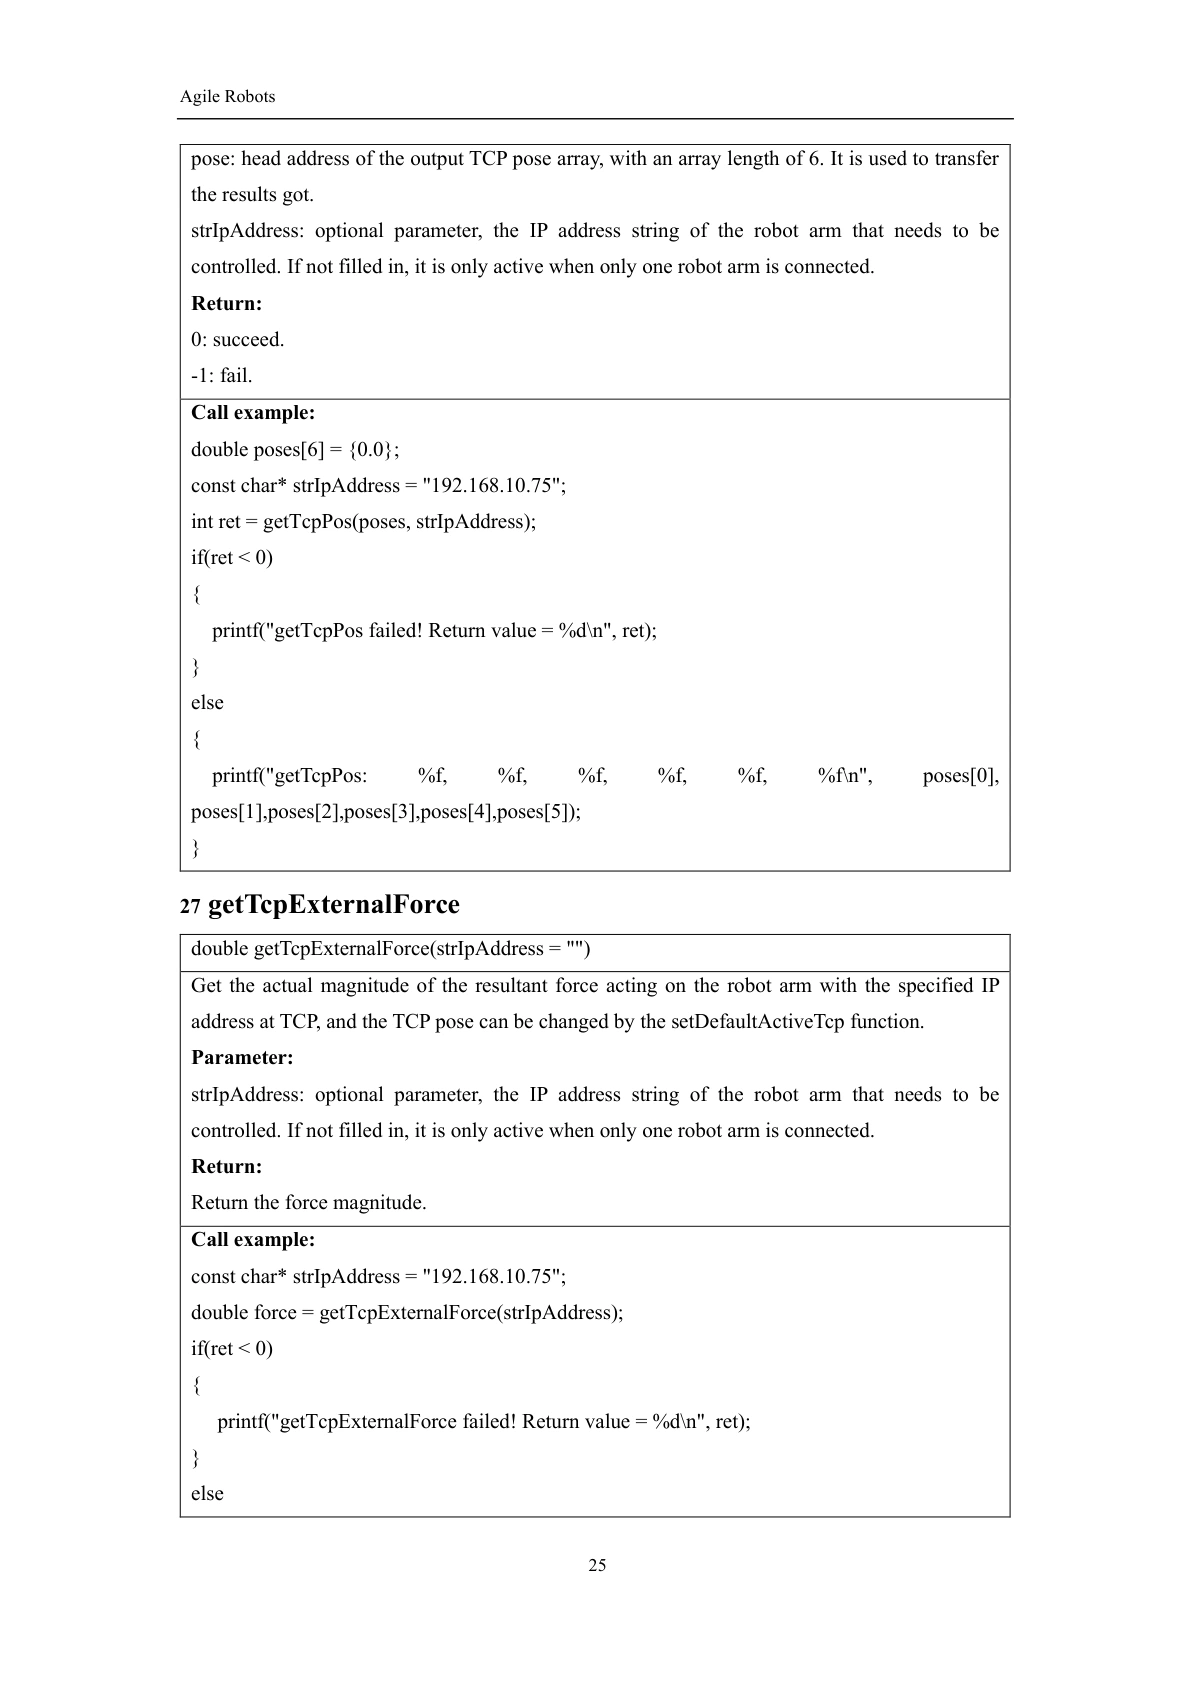 Agile Robots
pose: head address of the output TCP pose array, with an array length of 6. It is used to transfer
the results got.
strIpAddress: optional parameter, the IP address string of the robot arm that needs to be
controlled. If not filled in, it is only active when only one robot arm is connected.
Return:
0: succeed.
-1: fail.
Call example:
double poses[6] = {0.0};
const char* strIpAddress = "192.168.10.75";
int ret = getTcpPos(poses, strIpAddress);
if(ret < 0)
{
printf("getTcpPos failed! Return value = %d\n", ret);
}
else
{
printf("getTcpPos: %f, %f, %f, %f, %f, %f\n", poses[0],
poses[1],poses[2],poses[3],poses[4],poses[5]);
}
27 getTcpExternalForce
double getTcpExternalForce(strIpAddress = "")
Get the actual magnitude of the resultant force acting on the robot arm with the specified IP
address at TCP, and the TCP pose can be changed by the setDefaultActiveTcp function.
Parameter:
strIpAddress: optional parameter, the IP address string of the robot arm that needs to be
controlled. If not filled in, it is only active when only one robot arm is connected.
Return:
Return the force magnitude.
Call example:
const char* strIpAddress = "192.168.10.75";
double force = getTcpExternalForce(strIpAddress);
if(ret < 0)
{
printf("getTcpExternalForce failed! Return value = %d\n", ret);
}
else
25